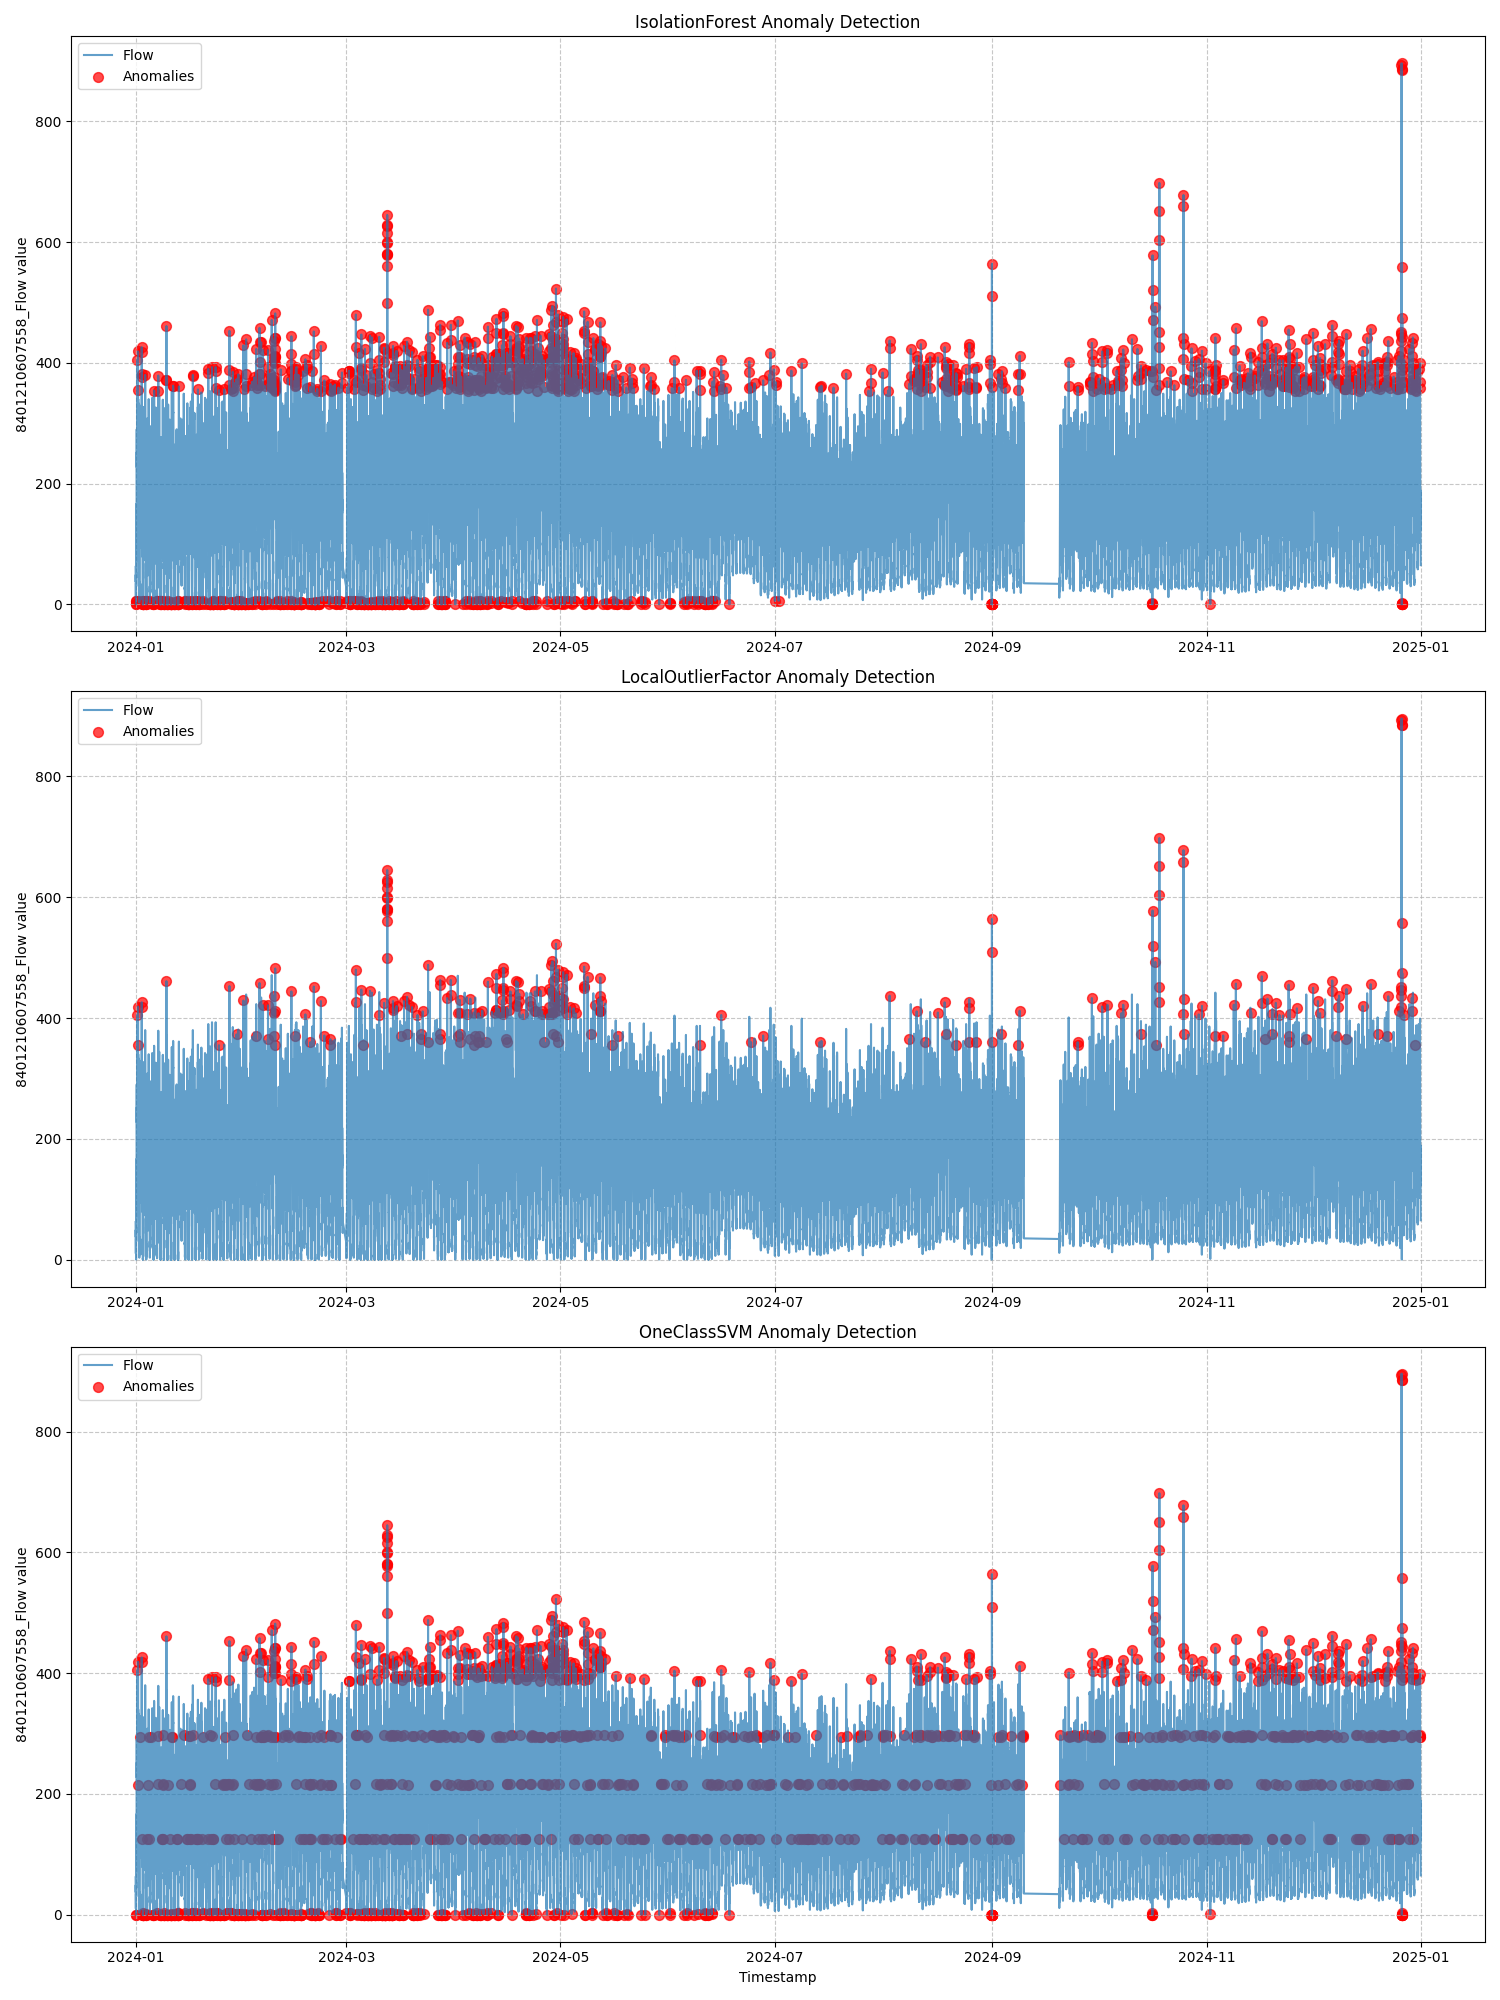 IsolationForest Anomaly Detection
Flow
Anomalies
8401210607558_Flow value
800
600
400
200
0
2024-01 2024-03 2024-05 2024-07 2024-09 2024-11 2025-01
LocalOutlierFactor Anomaly Detection
Flow
Anomalies
8401210607558_Flow value
800
600
400
200
0
2024-01 2024-03 2024-05 2024-07 2024-09 2024-11 2025-01
OneClassSVM Anomaly Detection
Flow
Anomalies
8401210607558_Flow value
800
600
400
200
0
2024-01 2024-03 2024-05 2024-07 2024-09 2024-11 2025-01
Timestamp